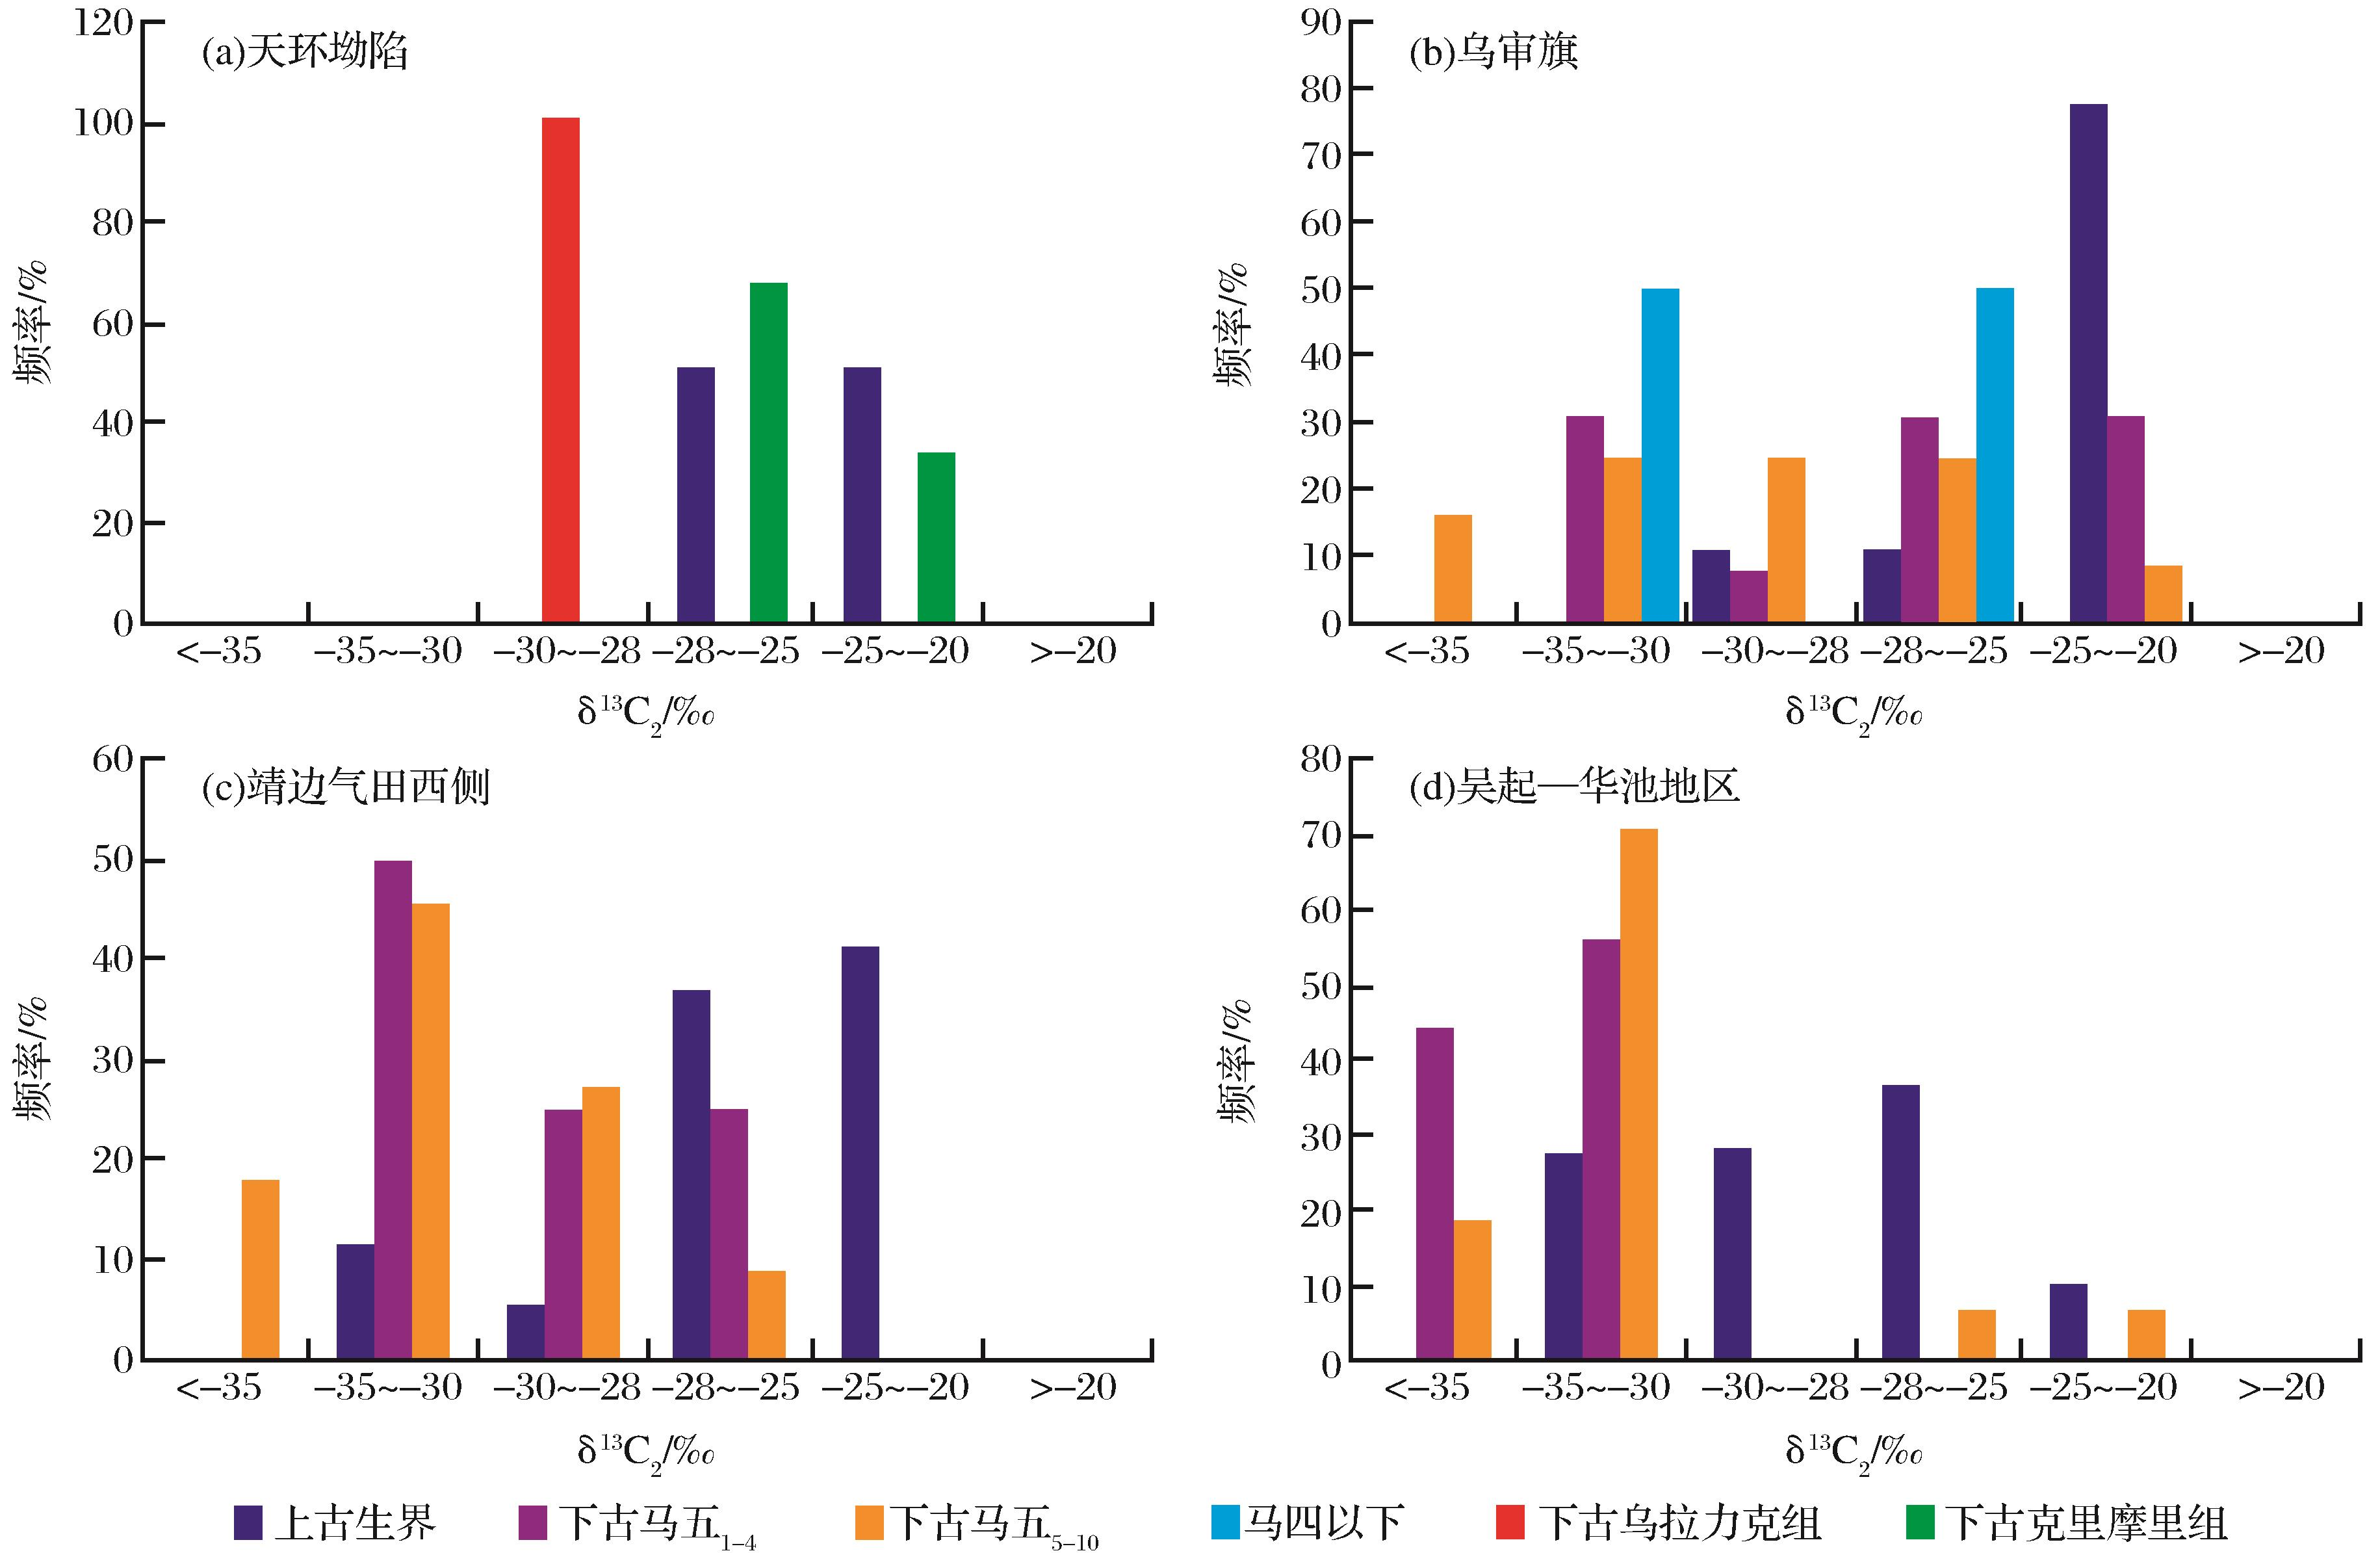 (a)天环坳陷
频率/%
120
100
80
60
40
20
0
<–35 –35~–30 –30~–28 –28~–25 –25~–20 >–20
δ¹³C₂/‰
(b)乌审旗
频率/%
90
80
70
60
50
40
30
20
10
0
<–35 –35~–30 –30~–28 –28~–25 –25~–20 >–20
δ¹³C₂/‰
(c)靖边气田西侧
频率/%
60
50
40
30
20
10
0
<–35 –35~–30 –30~–28 –28~–25 –25~–20 >–20
δ¹³C₂/‰
(d)吴起—华池地区
频率/%
80
70
60
50
40
30
20
10
0
<–35 –35~–30 –30~–28 –28~–25 –25~–20 >–20
δ¹³C₂/‰
上古生界 下古马五₁₋₄ 下古马五₅₋₁₀ 马四以下 下古乌拉力克组 下古克里摩里组